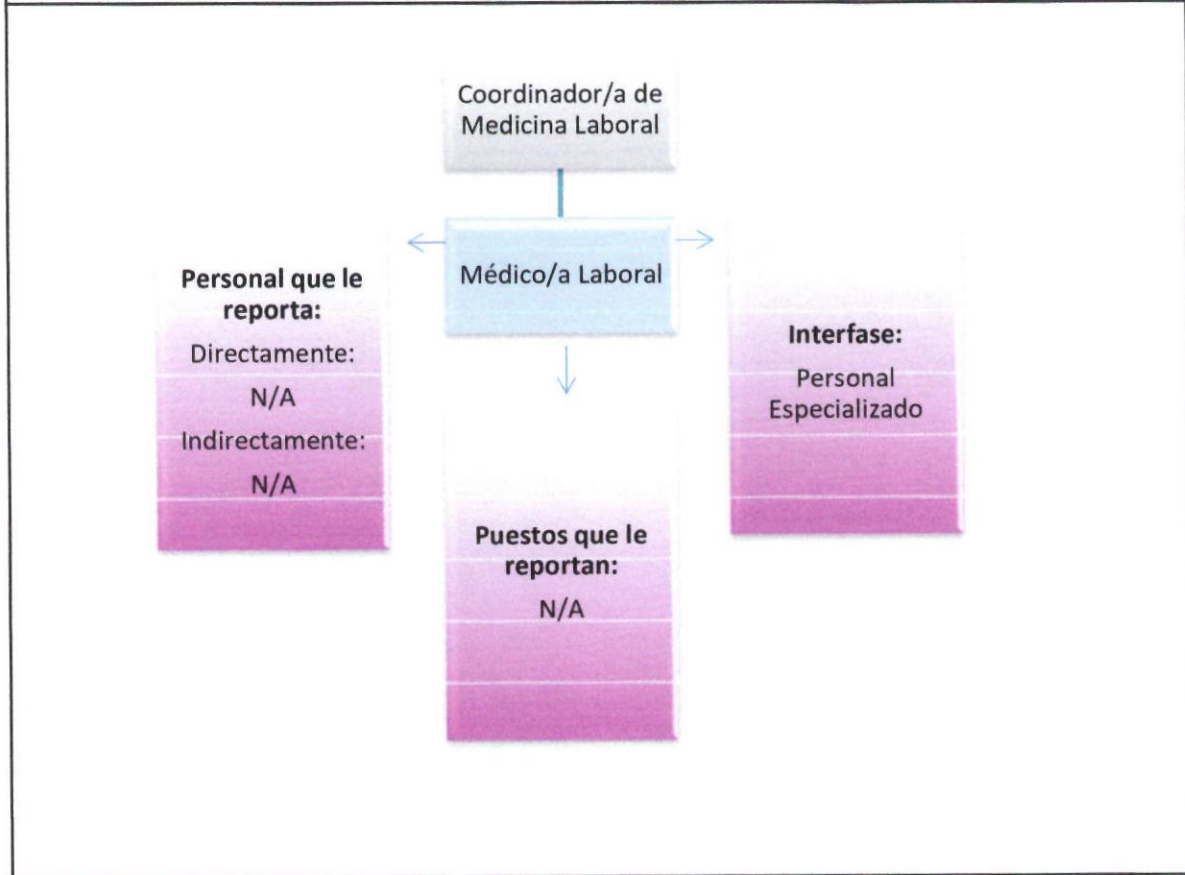 Coordinador/a de
Medicina Laboral
Médico/a Laboral
Personal que le
reporta:
Directamente:
N/A
Indirectamente:
N/A
Interfase:
Personal
Especializado
Puestos que le
reportan:
N/A